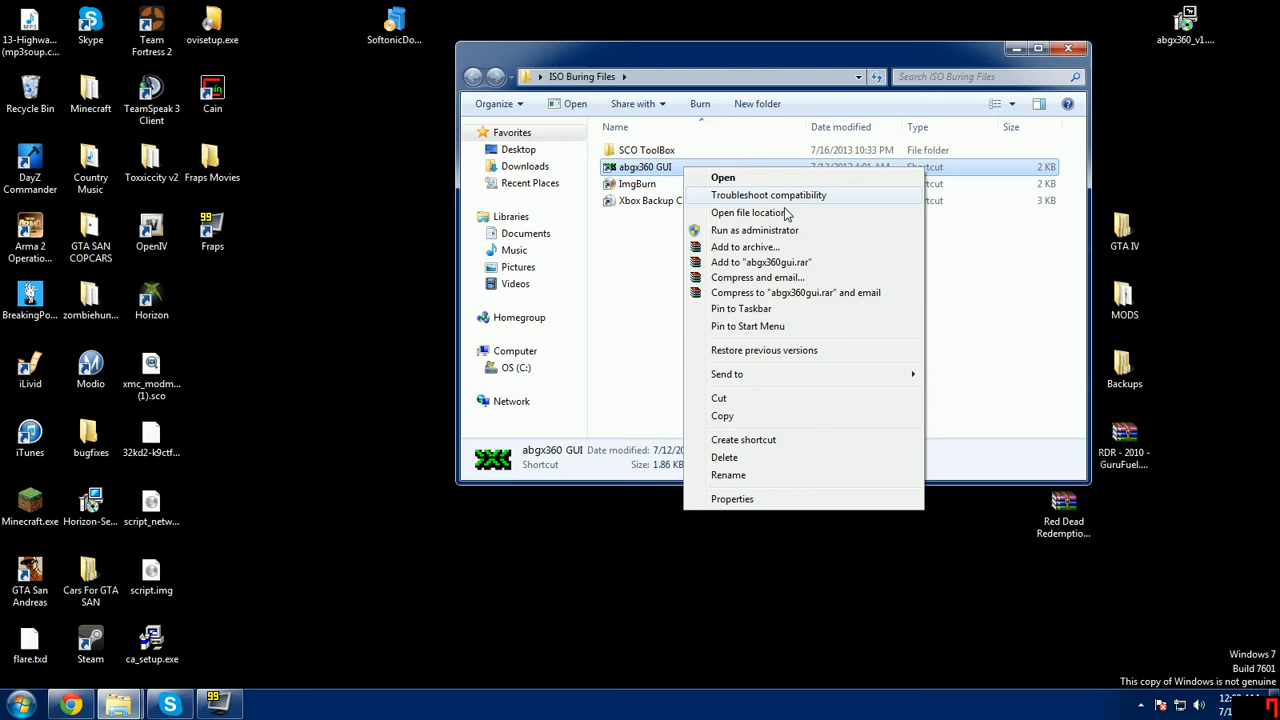 13-Highwa...
(mp3soup.c...
Skype
Team
Fortress 2
ovisetup.exe
SoftonicDo...
abgx360_v1....
Recycle Bin
Minecraft
TeamSpeak 3
Client
Cain
DayZ
Commander
Country
Music
Toxxiccity v2
Fraps Movies
Arma 2
Operatio...
GTA SAN
COPCARS
OpenIV
Fraps
BreakingPo...
zombiehun...
Horizon
iLivid
Modio
xmc_modm...
(1).sco
iTunes
bugfixes
32kd2-k9ctf...
Minecraft.exe
Horizon-Se...
script_netw...
GTA San
Andreas
Cars For GTA
SAN
script.img
flare.txd
Steam
ca_setup.exe
ISO Buring Files
Search ISO Buring Files
Organize
Open
Share with
Burn
New folder
Favorites
Desktop
Downloads
Recent Places
Libraries
Documents
Music
Pictures
Videos
Homegroup
Computer
OS (C:)
Network
Name
Date modified
Type
Size
SCO ToolBox
7/16/2013 10:33 PM
File folder
abgx360 GUI
2 KB
ImgBurn
2 KB
Xbox Backup C
3 KB
Open
Troubleshoot compatibility
Open file location
Run as administrator
Add to archive...
Add to "abgx360gui.rar"
Compress and email...
Compress to "abgx360gui.rar" and email
Pin to Taskbar
Pin to Start Menu
Restore previous versions
Send to
Cut
Copy
Create shortcut
Delete
Rename
Properties
abgx360 GUI
Date modified:
Shortcut
Size: 1.86 KB
GTA IV
MODS
Backups
RDR - 2010 -
GuruFuel....
Red Dead
Redemptio...
Windows 7
Build 7601
This copy of Windows is not genuine
99